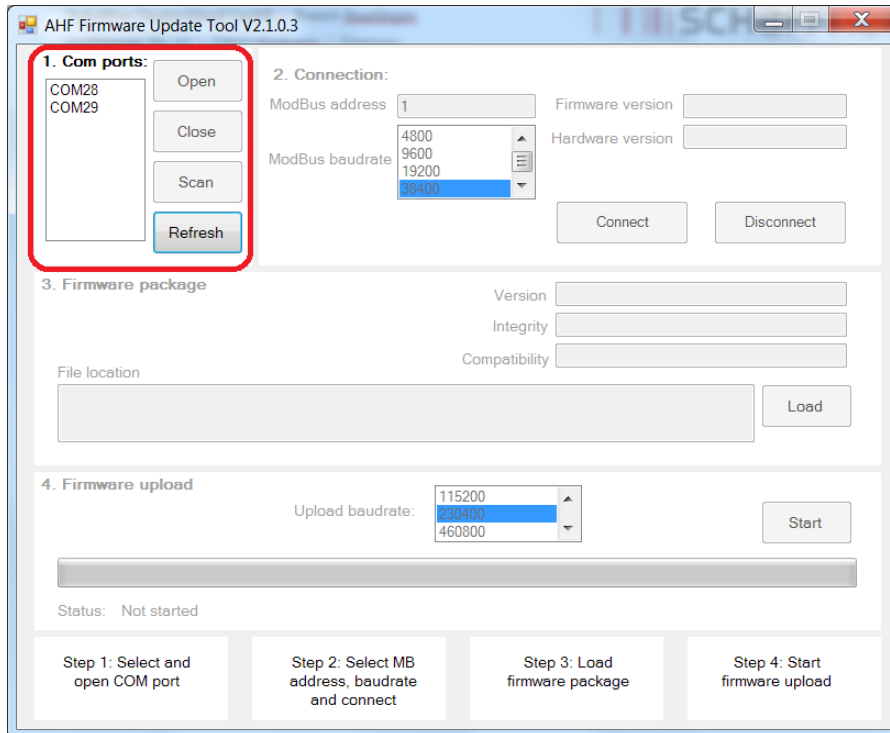 AHF Firmware Update Tool V2.1.0.3
SCH
1. Com ports:
COM28
COM29
Open
Close
Scan
Refresh
2. Connection:
ModBus address 1
ModBus baudrate
4800
9600
19200
38400
Firmware version
Hardware version
Connect
Disconnect
3. Firmware package
Version
Integrity
Compatibility
File location
Load
4. Firmware upload
Upload baudrate:
115200
230400
460800
Start
Status: Not started
Step 1: Select and
open COM port
Step 2: Select MB
address, baudrate
and connect
Step 3: Load
firmware package
Step 4: Start
firmware upload